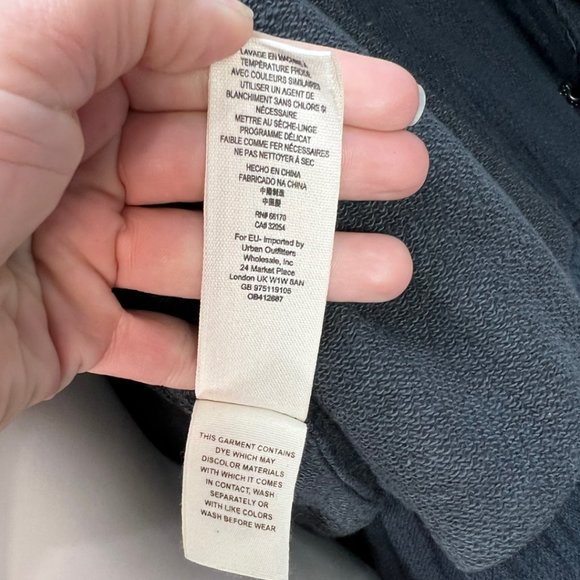 LAVAGE EN
TEMPÉRATURE FROIDE
AVEC COULEURS SIMILAIRES
UTILISER UN AGENT DE
BLANCHIMENT SANS CHLORE SI
NÉCESSAIRE
METTRE AU SÈCHE-LINGE
PROGRAMME DÉLICAT
FAIBLE COMME FER NÉCESSAIRES
NE PAS NETTOYER À SEC
HECHO EN CHINA
FABRICADO NA CHINA
中國製造
中国製
RN# 66170
CA# 32054
For EU- Imported by
Urban Outfitters
Wholesale, Inc
24 Market Place
London UK W1W 8AN
GB 975119105
OB412687
THIS GARMENT CONTAINS
DYE WHICH MAY
DISCOLOR MATERIALS
WITH WHICH IT COMES
IN CONTACT, WASH
SEPARATELY OR
WITH LIKE COLORS
WASH BEFORE WEAR